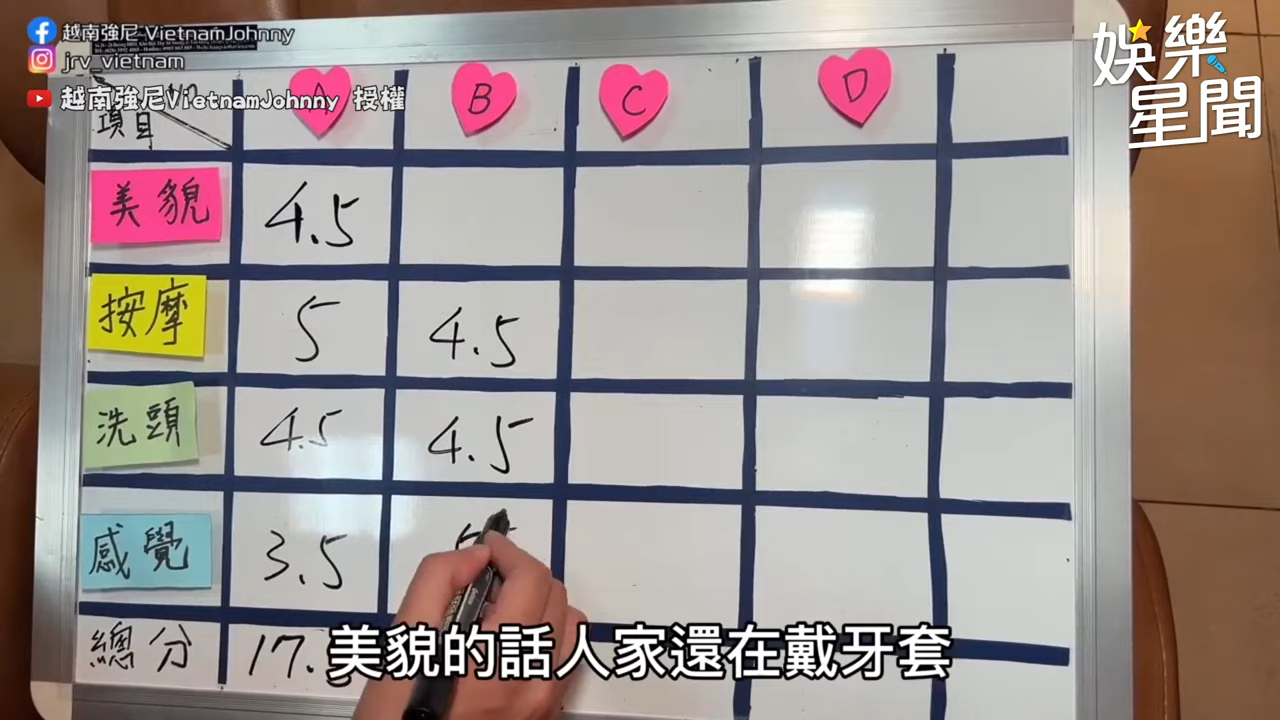 越南強尼 VietnamJohnny
jrv_vietnam
越南強尼VietnamJohnny 授權
娛樂
星聞
項目
A B C D
美貌 4.5
按摩 5 4.5
洗頭 4.5 4.5
感覺 3.5
總分 17.
美貌的話人家還在戴牙套